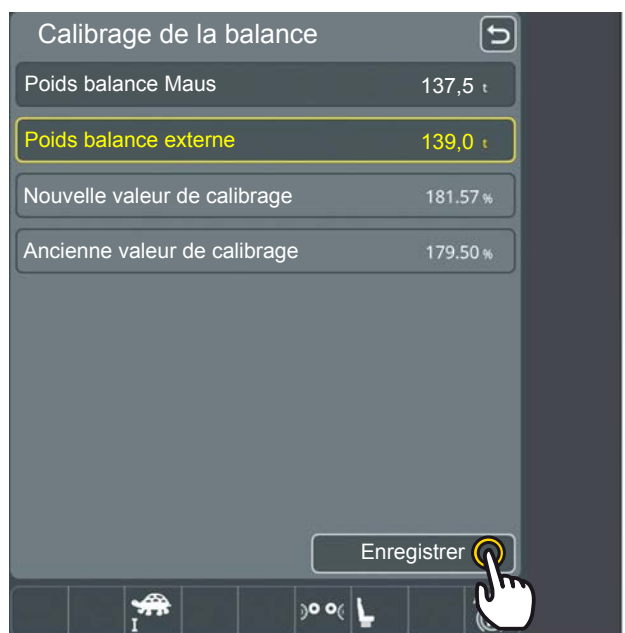 Calibrage de la balance
Poids balance Maus 137,5 t
Poids balance externe 139,0 t
Nouvelle valeur de calibrage 181.57 %
Ancienne valeur de calibrage 179.50 %
Enregistrer
I